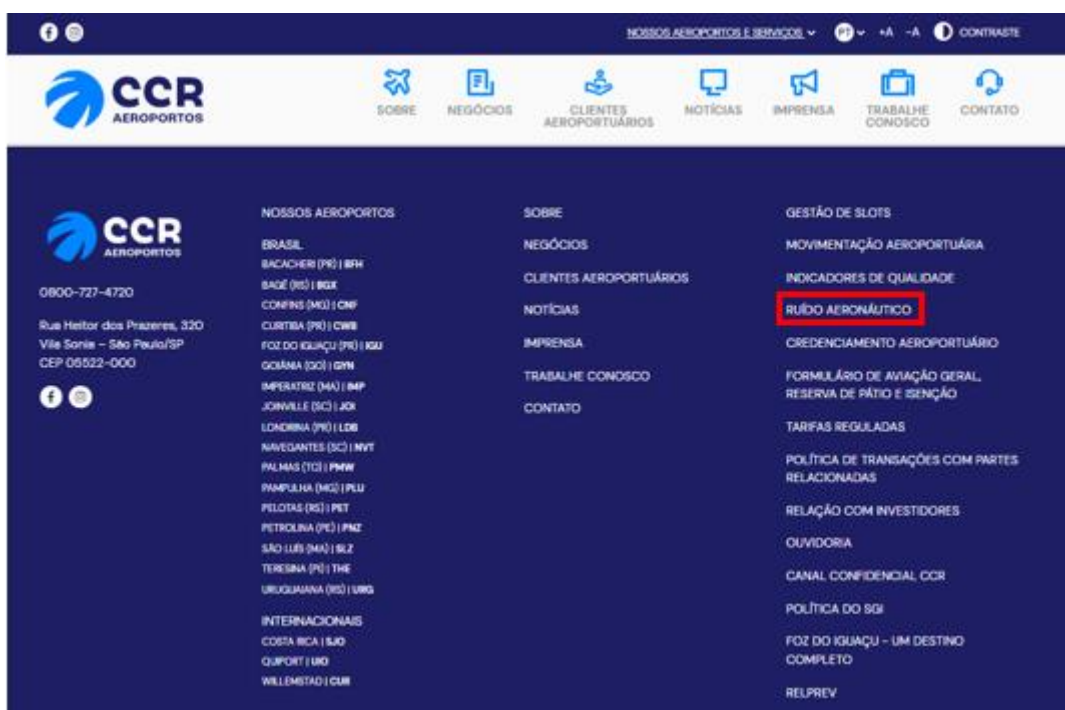 NOSSOS AEROPORTOS E SERVIÇOS
PT
+A -A
CONTRASTE
CCR
AEROPORTOS
SOBRE
NEGÓCIOS
CLIENTES
AEROPORTUÁRIOS
NOTÍCIAS
IMPRENSA
TRABALHE
CONOSCO
CONTATO
CCR
AEROPORTOS
0800-727-4720
Rua Heitor dos Prazeres, 320
Vila Sonia – São Paulo/SP
CEP 05522-000
NOSSOS AEROPORTOS
BRASIL
BACACHERI (PR) | BFH
BAGÉ (RS) | BGX
CONFINS (MG) | CNF
CURITIBA (PR) | CWB
FOZ DO IGUAÇU (PR) | IGU
GOIÂNIA (GO) | GYN
IMPERATRIZ (MA) | IMP
JOINVILLE (SC) | JOI
LONDRINA (PR) | LDB
NAVEGANTES (SC) | NVT
PALMAS (TO) | PMW
PAMPULHA (MG) | PLU
PELOTAS (RS) | PET
PETROLINA (PE) | PNZ
SÃO LUÍS (MA) | SLZ
TERESINA (PI) | THE
URUGUAIANA (RS) | URG
INTERNACIONAIS
COSTA RICA | SJO
QUIPORT | UIO
WILLEMSTAD | CUR
SOBRE
NEGÓCIOS
CLIENTES AEROPORTUÁRIOS
NOTÍCIAS
IMPRENSA
TRABALHE CONOSCO
CONTATO
GESTÃO DE SLOTS
MOVIMENTAÇÃO AEROPORTUÁRIA
INDICADORES DE QUALIDADE
RUÍDO AERONÁUTICO
CREDENCIAMENTO AEROPORTUÁRIO
FORMULÁRIO DE AVIAÇÃO GERAL,
RESERVA DE PÁTIO E ISENÇÃO
TARIFAS REGULADAS
POLÍTICA DE TRANSAÇÕES COM PARTES
RELACIONADAS
RELAÇÃO COM INVESTIDORES
OUVIDORIA
CANAL CONFIDENCIAL CCR
POLÍTICA DO SGI
FOZ DO IGUAÇU – UM DESTINO
COMPLETO
RELPREV